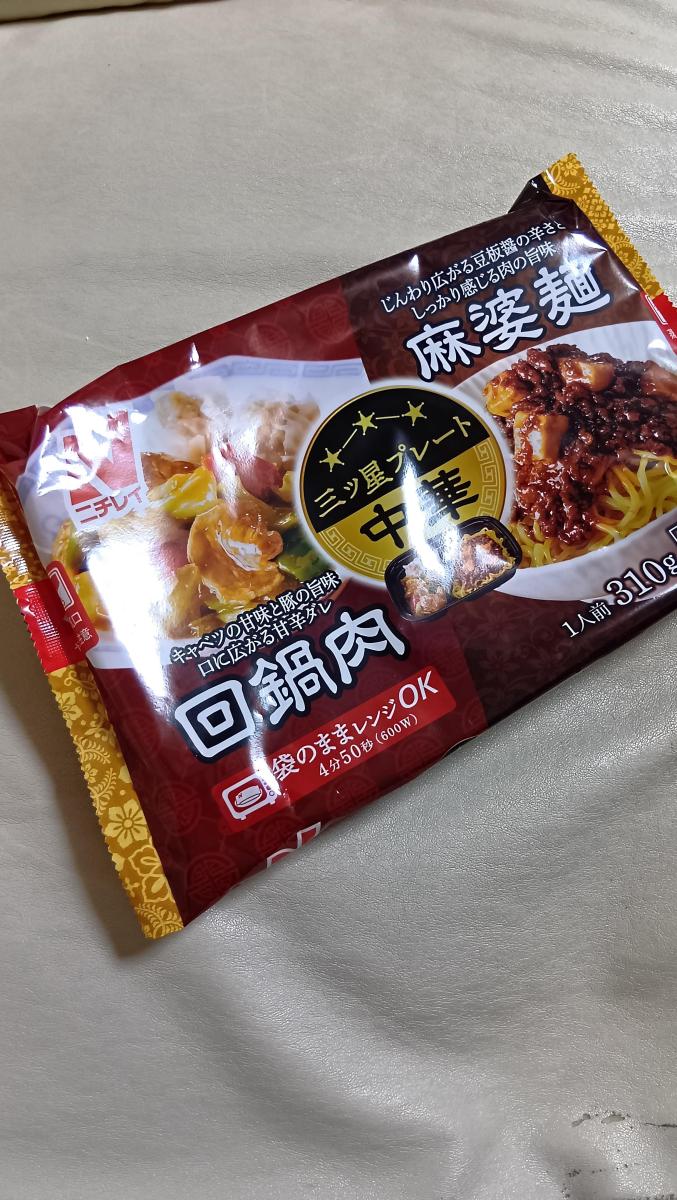 じんわり広がる豆板醤の辛さと
しっかり感じる肉の旨味
麻婆麺
三ツ星プレート
中華
ニチレイ
キャベツの甘味と豚の旨味
口に広がる甘辛ダレ
回鍋肉
1人前 310g
袋のままレンジOK
4分50秒(600W)